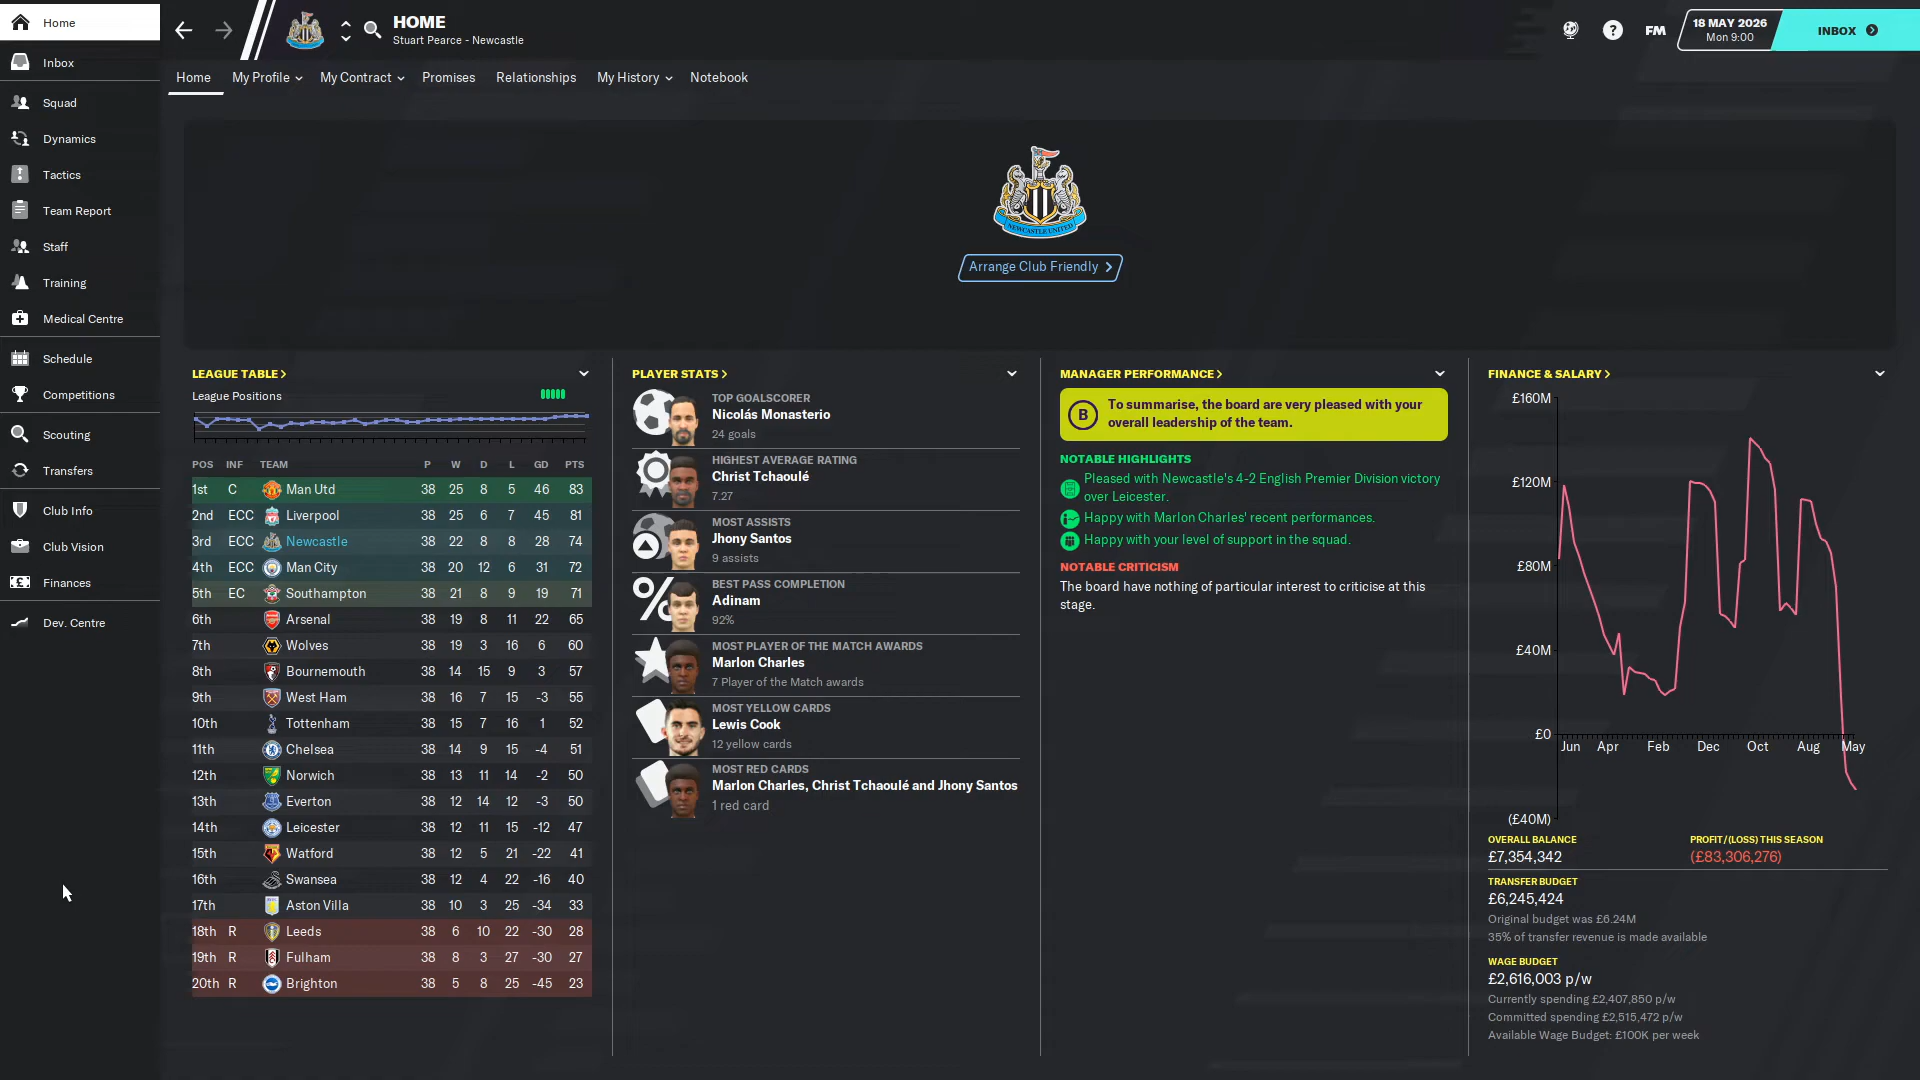 Home
Inbox
Squad
Dynamics
Tactics
Team Report
Staff
Training
Medical Centre
Schedule
Competitions
Scouting
Transfers
Club Info
Club Vision
Finances
Dev. Centre
HOME
Stuart Pearce - Newcastle
FM
18 MAY 2026
Mon 9:00
INBOX
Home My Profile My Contract Promises Relationships My History Notebook
NEWCASTLE UNITED
Arrange Club Friendly
LEAGUE TABLE
League Positions
POS INF TEAM P W D L GD PTS
1st C Man Utd 38 25 8 5 46 83
2nd ECC Liverpool 38 25 6 7 45 81
3rd ECC Newcastle 38 22 8 8 28 74
4th ECC Man City 38 20 12 6 31 72
5th EC Southampton 38 21 8 9 19 71
6th Arsenal 38 19 8 11 22 65
7th Wolves 38 19 3 16 6 60
8th Bournemouth 38 14 15 9 3 57
9th West Ham 38 16 7 15 -3 55
10th Tottenham 38 15 7 16 1 52
11th Chelsea 38 14 9 15 -4 51
12th Norwich 38 13 11 14 -2 50
13th Everton 38 12 14 12 -3 50
14th Leicester 38 12 11 15 -12 47
15th Watford 38 12 5 21 -22 41
16th Swansea 38 12 4 22 -16 40
17th Aston Villa 38 10 3 25 -34 33
18th R Leeds 38 6 10 22 -30 28
19th R Fulham 38 8 3 27 -30 27
20th R Brighton 38 5 8 25 -45 23
PLAYER STATS
TOP GOALSCORER
Nicolás Monasterio
24 goals
HIGHEST AVERAGE RATING
Christ Tchaoulé
7.27
MOST ASSISTS
Jhony Santos
9 assists
BEST PASS COMPLETION
Adinam
92%
MOST PLAYER OF THE MATCH AWARDS
Marlon Charles
7 Player of the Match awards
MOST YELLOW CARDS
Lewis Cook
12 yellow cards
MOST RED CARDS
Marlon Charles, Christ Tchaoulé and Jhony Santos
1 red card
MANAGER PERFORMANCE
B
To summarise, the board are very pleased with your
overall leadership of the team.
NOTABLE HIGHLIGHTS
Pleased with Newcastle's 4-2 English Premier Division victory
over Leicester.
Happy with Marlon Charles' recent performances.
Happy with your level of support in the squad.
NOTABLE CRITICISM
The board have nothing of particular interest to criticise at this
stage.
FINANCE & SALARY
£160M
£120M
£80M
£40M
£0
Jun Apr Feb Dec Oct Aug May
(£40M)
OVERALL BALANCE PROFIT/(LOSS) THIS SEASON
£7,354,342 (£83,306,276)
TRANSFER BUDGET
£6,245,424
Original budget was £6.24M
35% of transfer revenue is made available
WAGE BUDGET
£2,616,003 p/w
Currently spending £2,407,850 p/w
Committed spending £2,515,472 p/w
Available Wage Budget: £100K per week